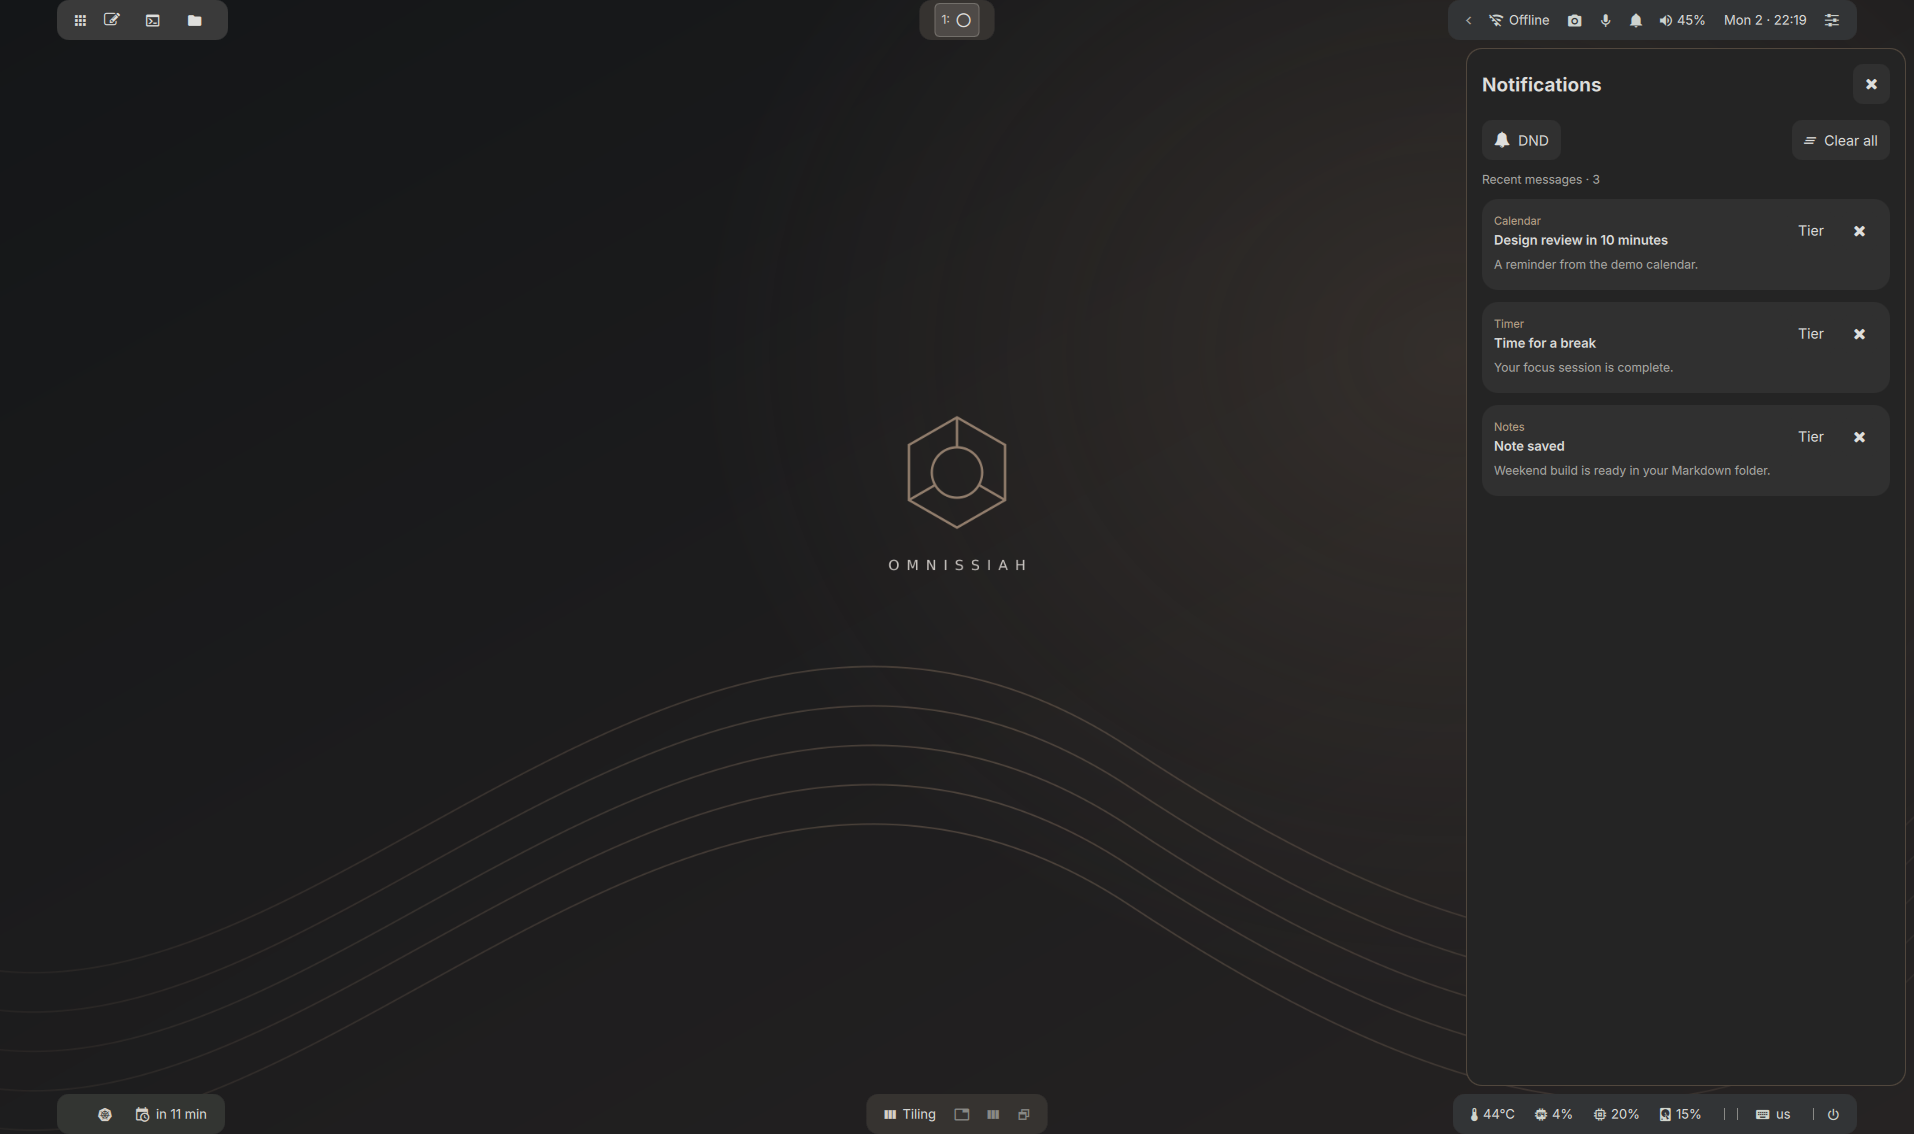 1:
Offline
45%
Mon 2 · 22:19
Notifications
DND
Clear all
Recent messages · 3
Calendar
Design review in 10 minutes
A reminder from the demo calendar.
Tier
Timer
Time for a break
Your focus session is complete.
Tier
Notes
Note saved
Weekend build is ready in your Markdown folder.
Tier
OMNISSIAH
in 11 min
Tiling
44°C
4%
20%
15%
us